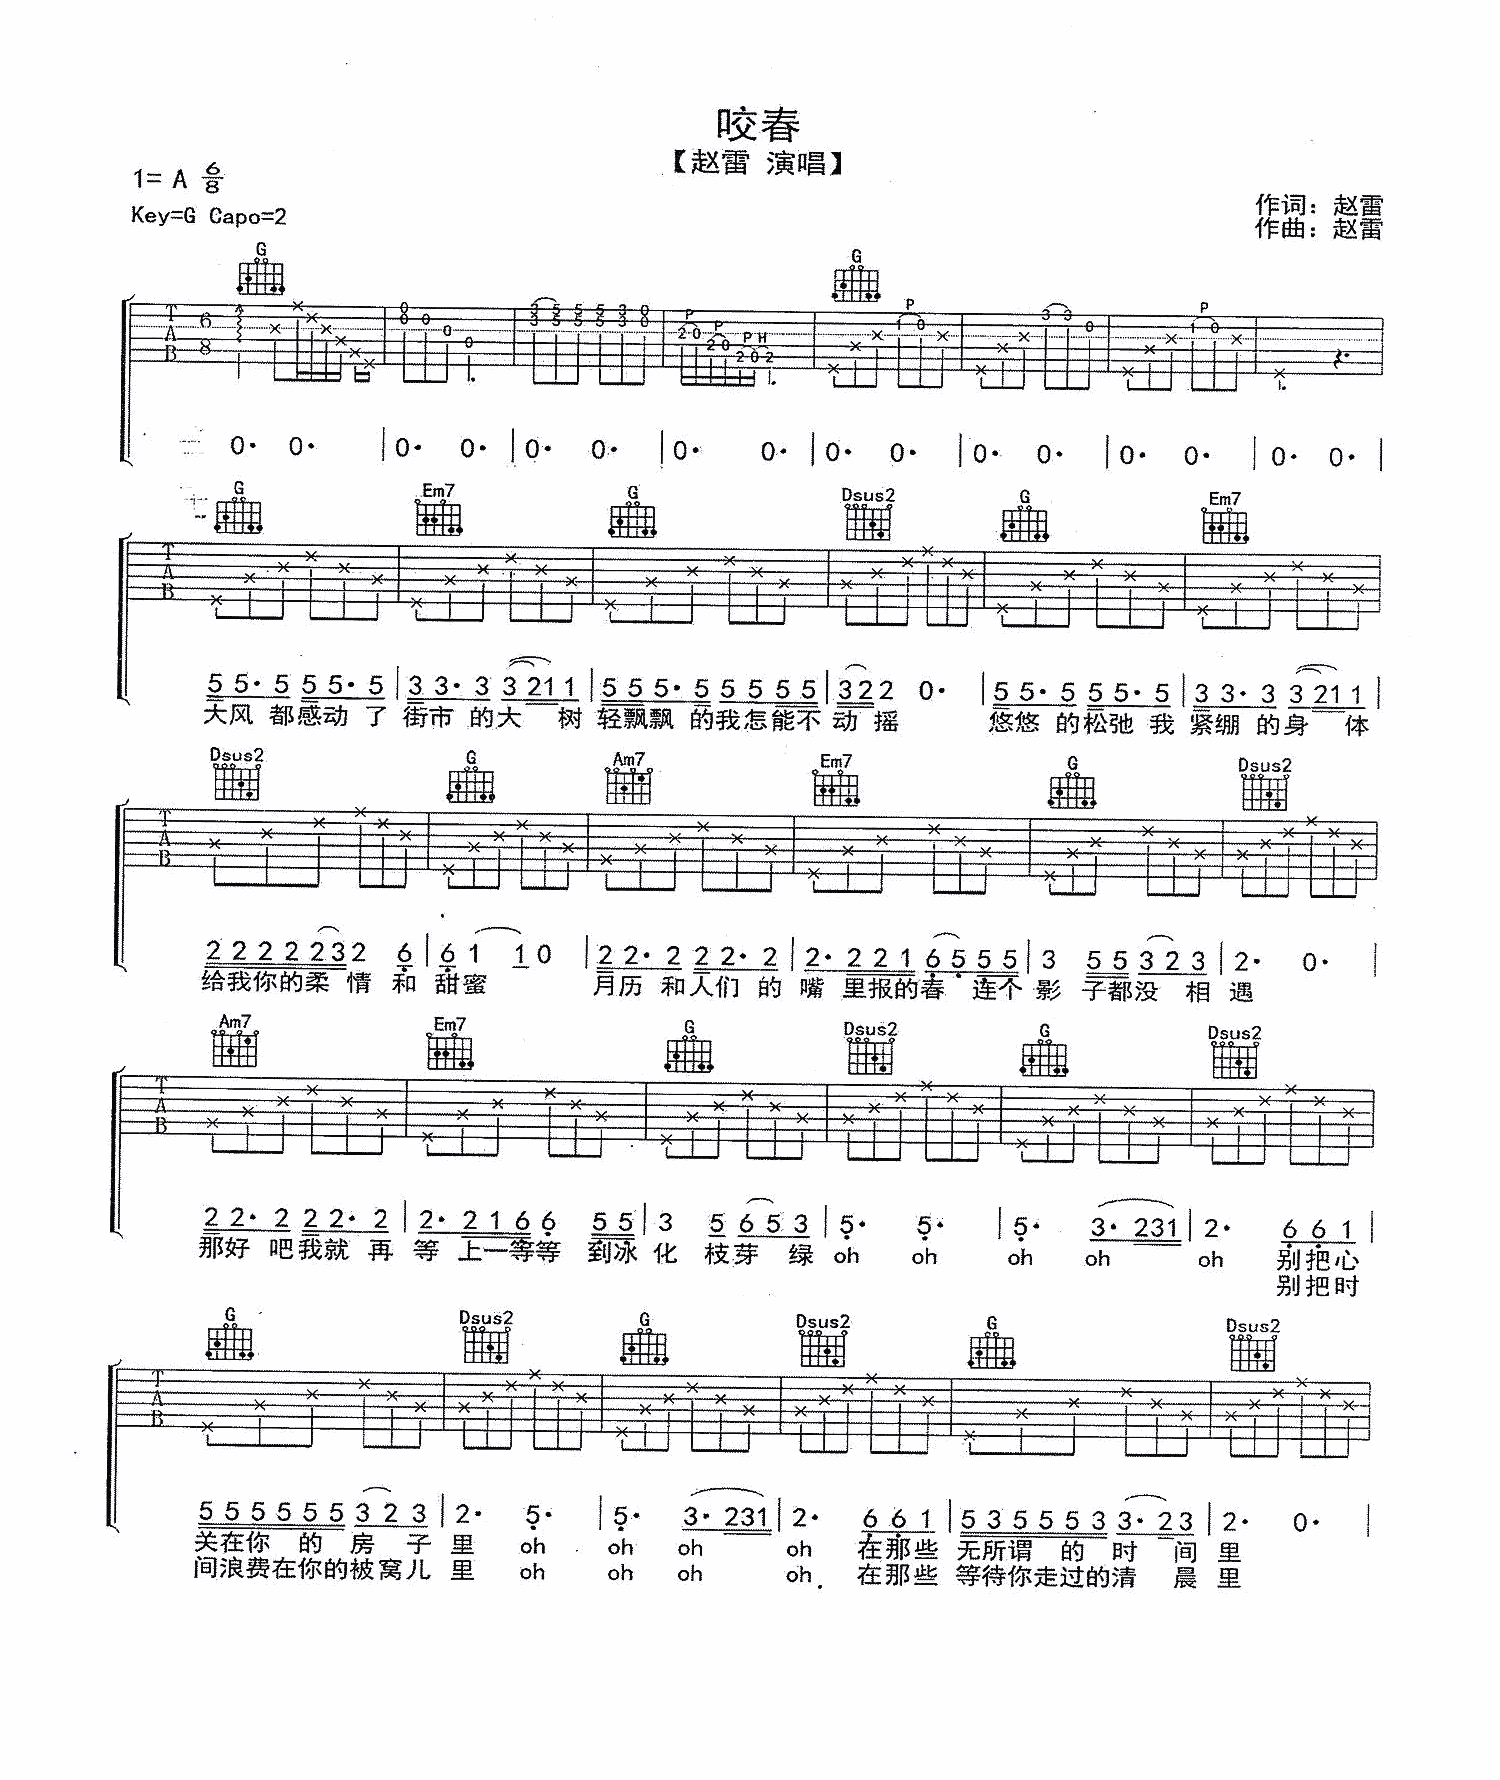 咬春
【赵雷 演唱】
1= A 6/8
Key=G Capo=2
作词：赵雷
作曲：赵雷
G G
T A B 6 8
0· 0· | 0· 0· | 0· 0· | 0· 0· | 0· 0· | 0· 0· | 0· 0· | 0· 0· |
G Em7 G Dsus2 G Em7
T A B
5 5· 5 5 5· 5 | 3 3· 3 3 21 1 | 5 5 5· 5 5 5 5 5 | 3 2 2 0· | 5 5· 5 5 5· 5 | 3 3· 3 3 21 1 |
大风 都感动 了 街市 的大 树 轻飘飘 的我怎能不 动 摇 悠悠 的松弛 我 紧绷 的身 体
Dsus2 G Am7 Em7 G Dsus2
T A B
2 2 2 2 2 3 2 6 | 6 1 1 0 | 2 2· 2 2 2· 2 | 2· 2 2 1 6 5 5 5 | 3 5 5 3 2 3 | 2· 0· |
给我你的柔 情 和 甜蜜 月历 和人们 的 嘴 里报的春 连个 影 子都没 相 遇
Am7 Em7 G Dsus2 G Dsus2
T A B
2 2· 2 2 2· 2 | 2· 2 1 6 6 5 5 | 3 5 6 5 3 | 5· 5· | 5· 3· 231 | 2· 6 6 1 |
那好 吧我就 再 等 上一等等 到冰 化 枝芽 绿 oh oh oh oh oh 别把心
别把时
G Dsus2 G Dsus2 G Dsus2
T A B
5 5 5 5 5 5 3 2 3 | 2· 5· | 5· 3· 231 | 2· 6 6 1 | 5 3 5 5 5 3 3· 2 3 | 2· 0· |
关在你 的 房 子 里 oh oh oh oh 在那些 无所谓 的 时 间 里
间浪费在你的被窝儿 里 oh oh oh oh 在那些 等待你走过的清 晨 里